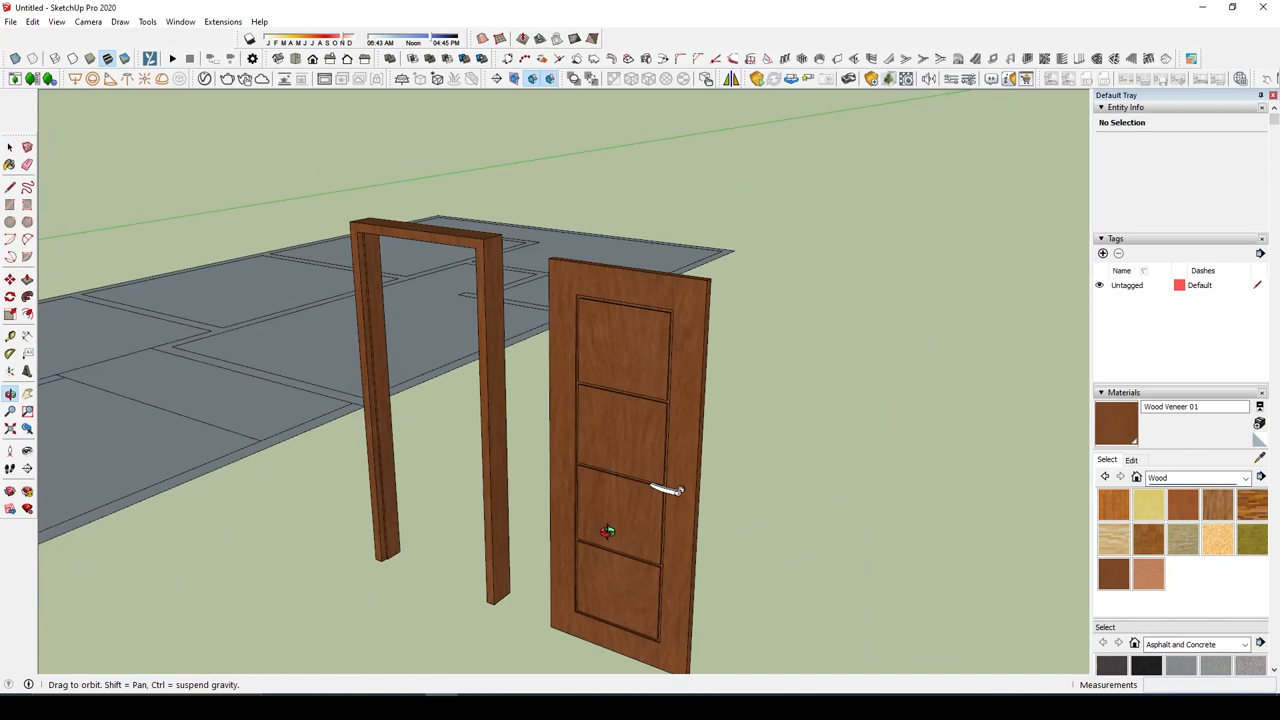 Untitled - SketchUp Pro 2020
File Edit View Camera Draw Tools Window Extensions Help
J F M A M J J A S O N D 06:43 AM Noon 04:45 PM
Default Tray
Entity Info
No Selection
Tags
Name Dashes
Untagged Default
Materials
Wood Veneer 01
Select Edit
Wood
Select
Asphalt and Concrete
Drag to orbit. Shift = Pan, Ctrl = suspend gravity.
Measurements